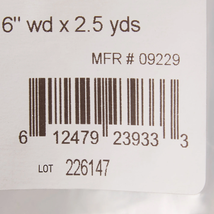 6" wd x 2.5 yds
MFR # 09229
6 12479 23933 3
LOT 226147